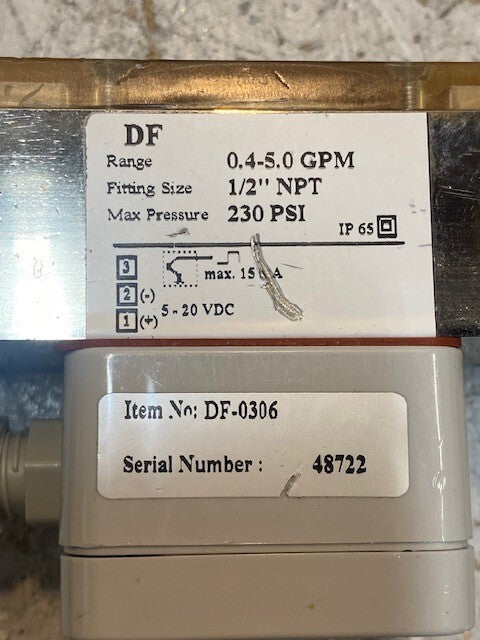 DF
Range 0.4-5.0 GPM
Fitting Size 1/2" NPT
Max Pressure 230 PSI
IP 65
3 max. 15 A
2 (-)
5 - 20 VDC
1 (+)
Item No: DF-0306
Serial Number : 48722